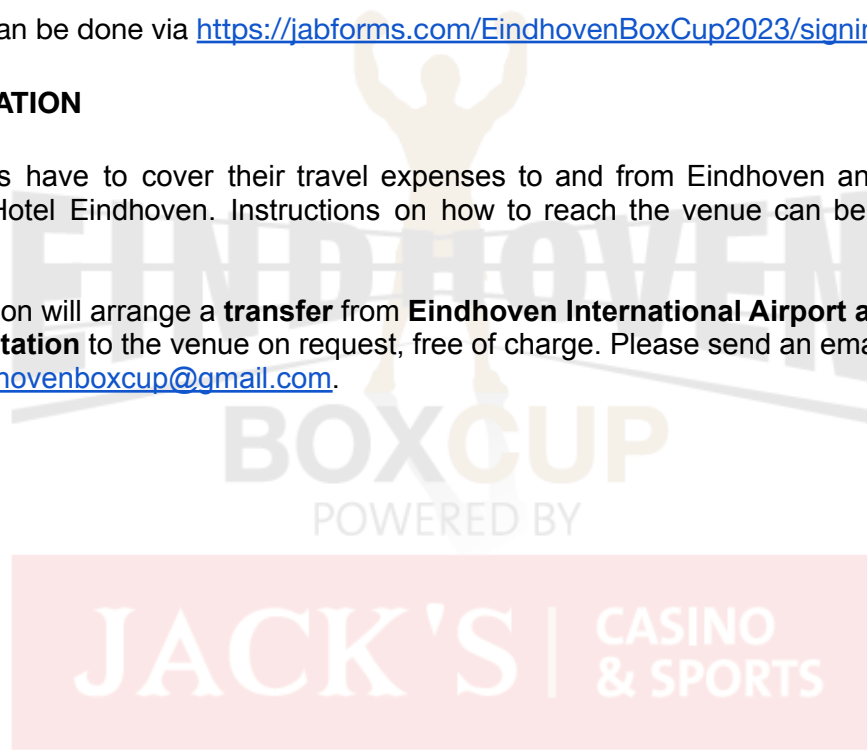 an be done via https://jabforms.com/EindhovenBoxCup2023/signin
ATION
s have to cover their travel expenses to and from Eindhoven an
Hotel Eindhoven. Instructions on how to reach the venue can be
on will arrange a transfer from Eindhoven International Airport a
tation to the venue on request, free of charge. Please send an ema
hovenboxcup@gmail.com.
EINDHOVEN
BOXCUP
POWERED BY
JACK'S
CASINO
& SPORTS